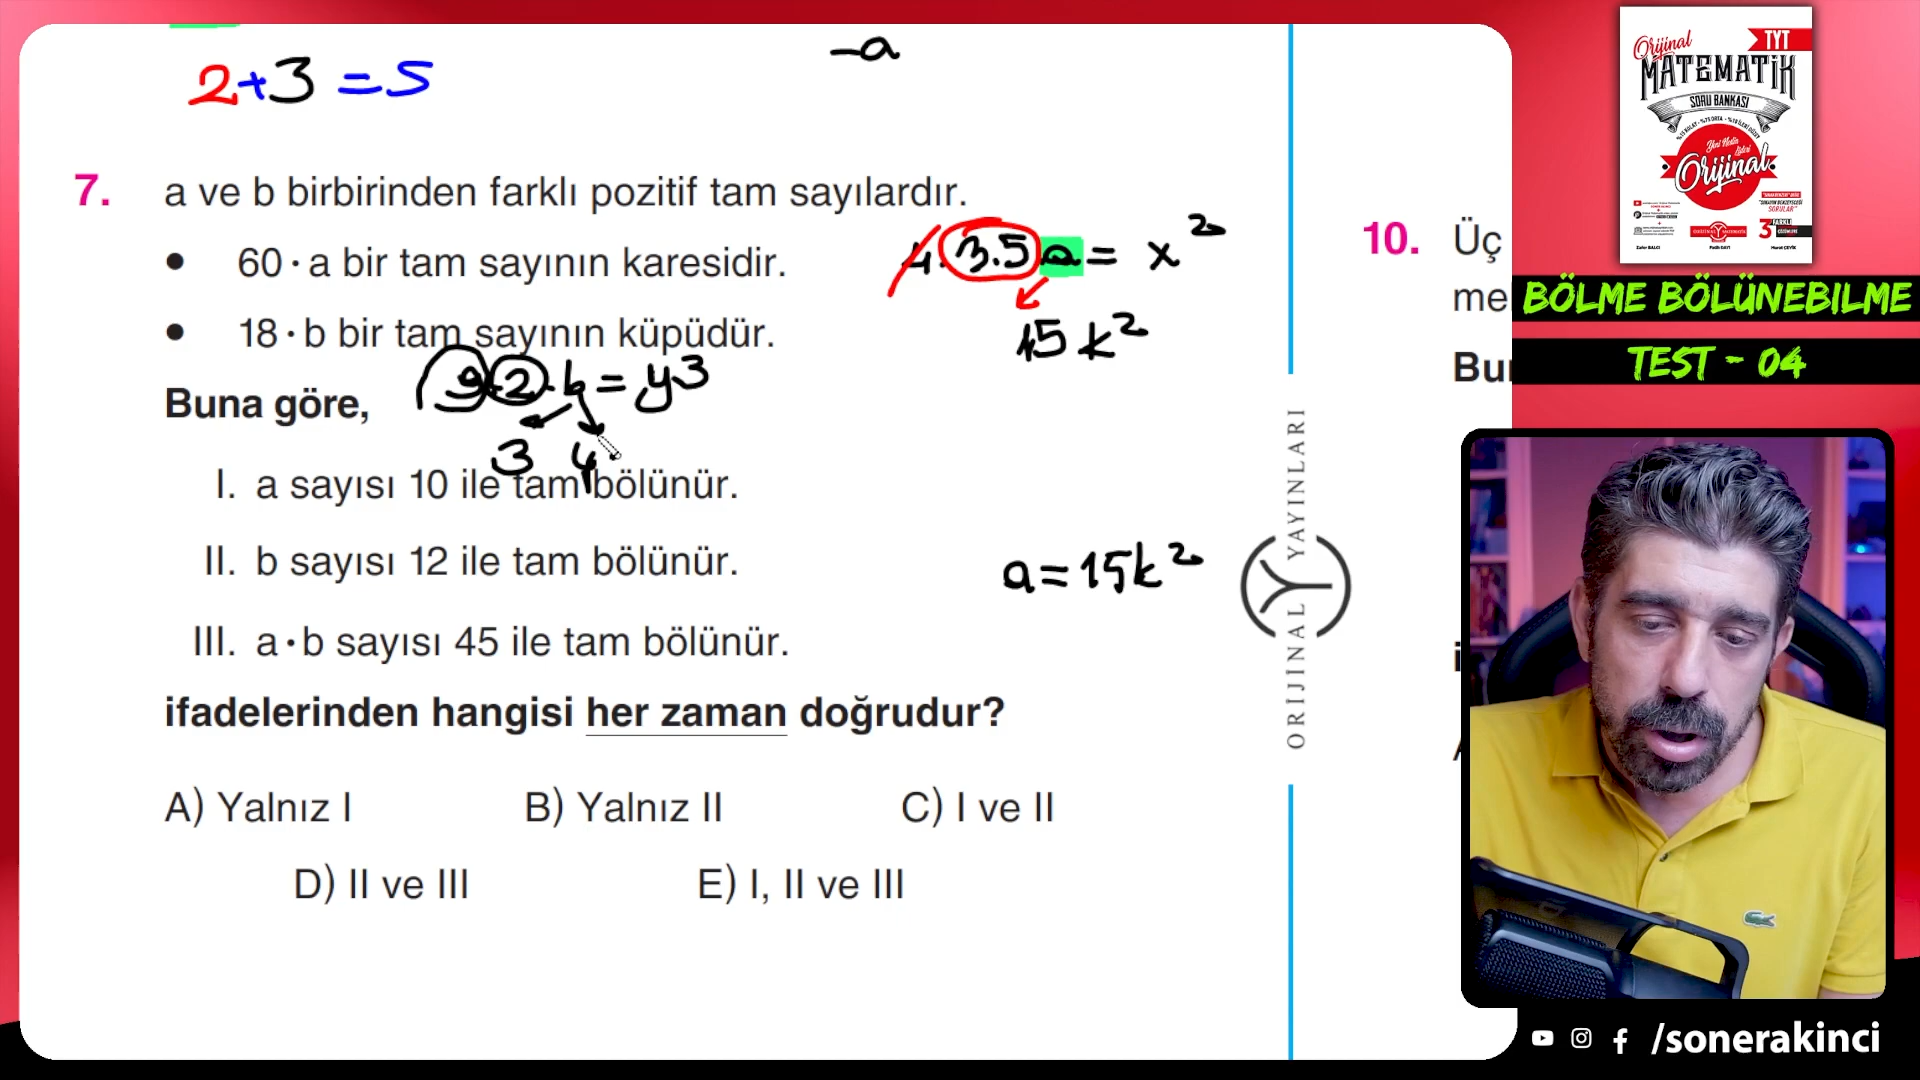 2+3=5
-a
7. a ve b birbirinden farklı pozitif tam sayılardır.
• 60·a bir tam sayının karesidir.
4.3.5a=x²
15k²
• 18·b bir tam sayının küpüdür.
9.2.b=y3
3 4
Buna göre,
I. a sayısı 10 ile tam bölünür.
II. b sayısı 12 ile tam bölünür.
a=15k²
III. a·b sayısı 45 ile tam bölünür.
ifadelerinden hangisi her zaman doğrudur?
A) Yalnız I B) Yalnız II C) I ve II
D) II ve III E) I, II ve III
ORIJINAL YAYINLARI
10. Üç
me
Bu
Orijinal
TYT
MATEMATİK
SORU BANKASI
Orijinal
BÖLME BÖLÜNEBILME
TEST - 04
/sonerakinci